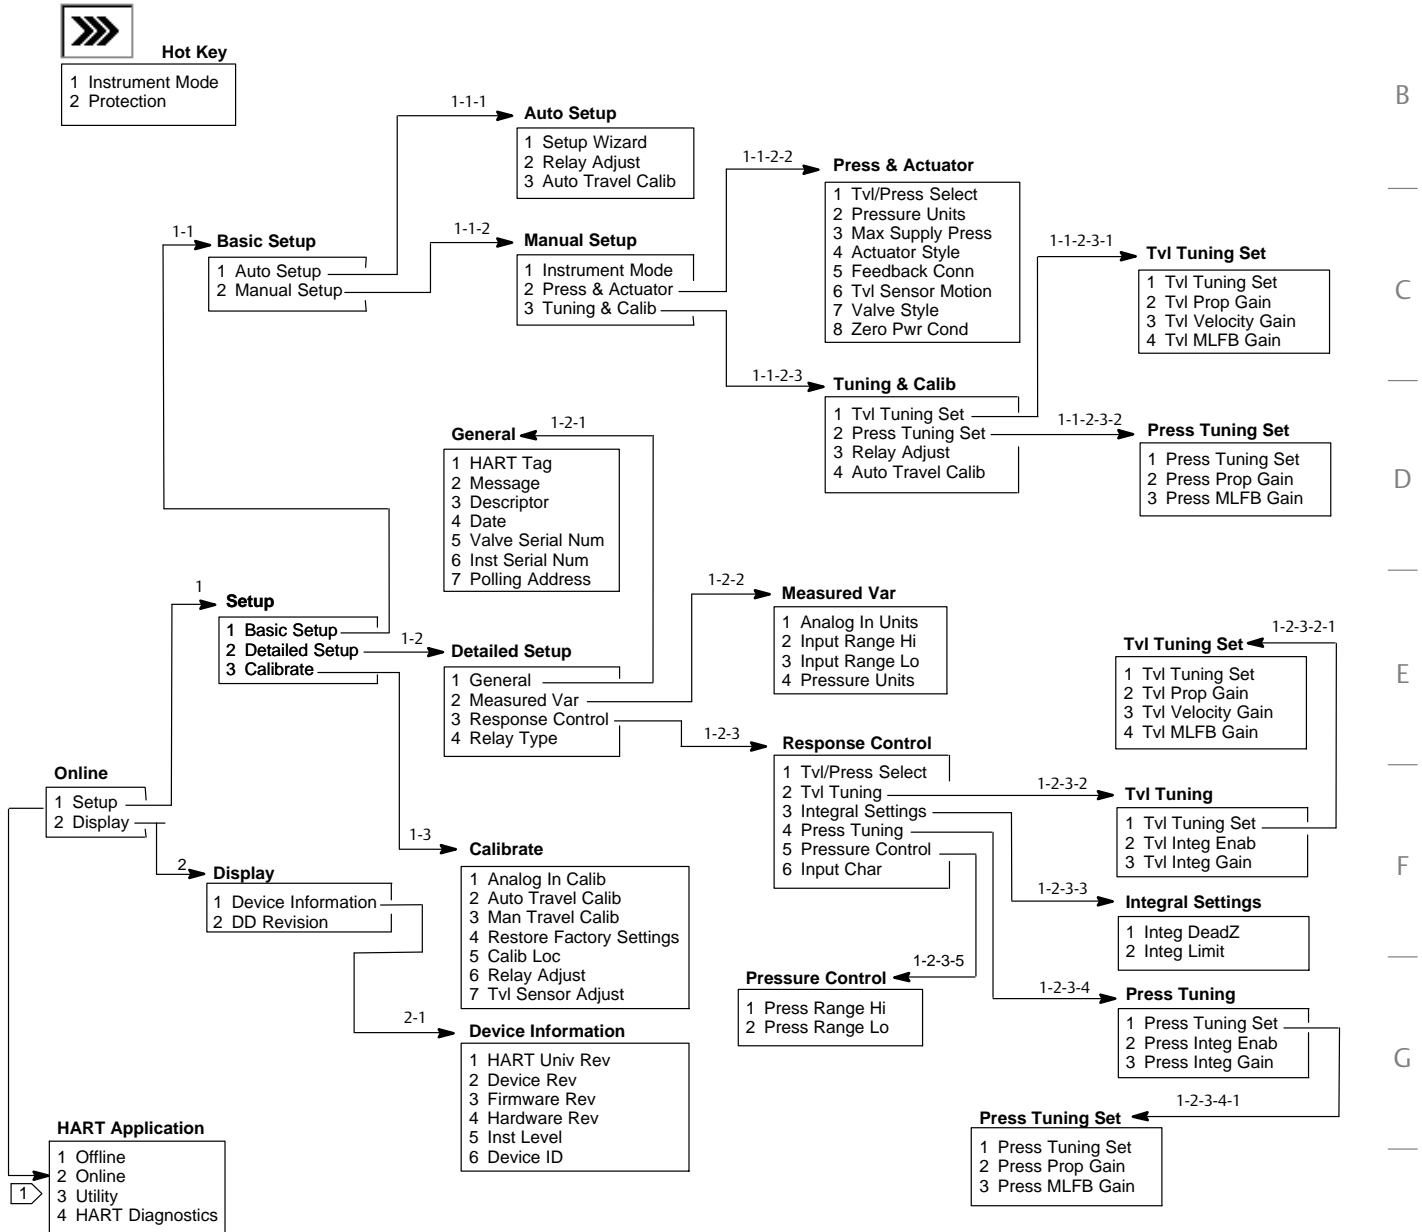 Hot Key
1 Instrument Mode
2 Protection
B
1-1-1
Auto Setup
1 Setup Wizard
2 Relay Adjust
3 Auto Travel Calib
1-1-2-2
Press & Actuator
1 Tvl/Press Select
2 Pressure Units
3 Max Supply Press
4 Actuator Style
5 Feedback Conn
6 Tvl Sensor Motion
7 Valve Style
8 Zero Pwr Cond
1-1
Basic Setup
1 Auto Setup
2 Manual Setup
1-1-2
Manual Setup
1 Instrument Mode
2 Press & Actuator
3 Tuning & Calib
1-1-2-3-1
Tvl Tuning Set
1 Tvl Tuning Set
2 Tvl Prop Gain
3 Tvl Velocity Gain
4 Tvl MLFB Gain
C
1-1-2-3
Tuning & Calib
1 Tvl Tuning Set
2 Press Tuning Set
3 Relay Adjust
4 Auto Travel Calib
1-1-2-3-2
Press Tuning Set
1 Press Tuning Set
2 Press Prop Gain
3 Press MLFB Gain
D
1-2-1
General
1 HART Tag
2 Message
3 Descriptor
4 Date
5 Valve Serial Num
6 Inst Serial Num
7 Polling Address
1
Setup
1 Basic Setup
2 Detailed Setup
3 Calibrate
1-2
Detailed Setup
1 General
2 Measured Var
3 Response Control
4 Relay Type
1-2-2
Measured Var
1 Analog In Units
2 Input Range Hi
3 Input Range Lo
4 Pressure Units
1-2-3-2-1
Tvl Tuning Set
1 Tvl Tuning Set
2 Tvl Prop Gain
3 Tvl Velocity Gain
4 Tvl MLFB Gain
E
1-2-3
Response Control
1 Tvl/Press Select
2 Tvl Tuning
3 Integral Settings
4 Press Tuning
5 Pressure Control
6 Input Char
Online
1 Setup
2 Display
1-2-3-2
Tvl Tuning
1 Tvl Tuning Set
2 Tvl Integ Enab
3 Tvl Integ Gain
F
2
Display
1 Device Information
2 DD Revision
1-3
Calibrate
1 Analog In Calib
2 Auto Travel Calib
3 Man Travel Calib
4 Restore Factory Settings
5 Calib Loc
6 Relay Adjust
7 Tvl Sensor Adjust
1-2-3-3
Integral Settings
1 Integ DeadZ
2 Integ Limit
1-2-3-5
Pressure Control
1 Press Range Hi
2 Press Range Lo
1-2-3-4
Press Tuning
1 Press Tuning Set
2 Press Integ Enab
3 Press Integ Gain
G
2-1
Device Information
1 HART Univ Rev
2 Device Rev
3 Firmware Rev
4 Hardware Rev
5 Inst Level
6 Device ID
1-2-3-4-1
Press Tuning Set
1 Press Tuning Set
2 Press Prop Gain
3 Press MLFB Gain
HART Application
1 Offline
2 Online
3 Utility
4 HART Diagnostics
1